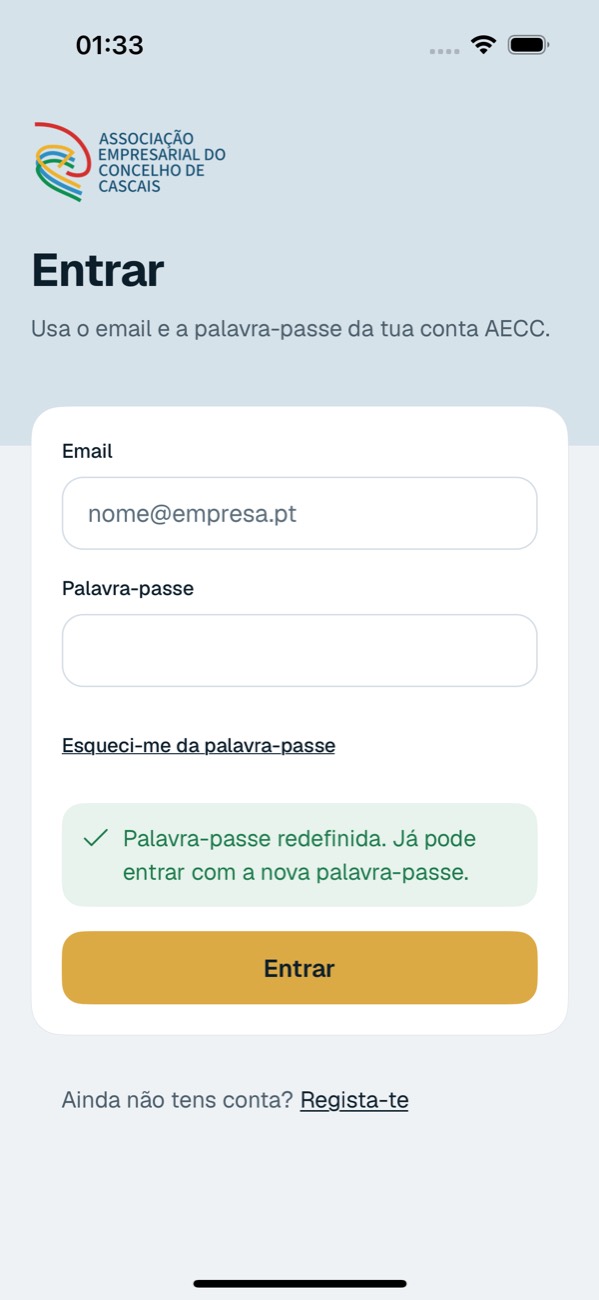 01:33
ASSOCIAÇÃO
EMPRESARIAL DO
CONCELHO DE
CASCAIS
Entrar
Usa o email e a palavra-passe da tua conta AECC.
Email
nome@empresa.pt
Palavra-passe
Esqueci-me da palavra-passe
Palavra-passe redefinida. Já pode
entrar com a nova palavra-passe.
Entrar
Ainda não tens conta? Regista-te